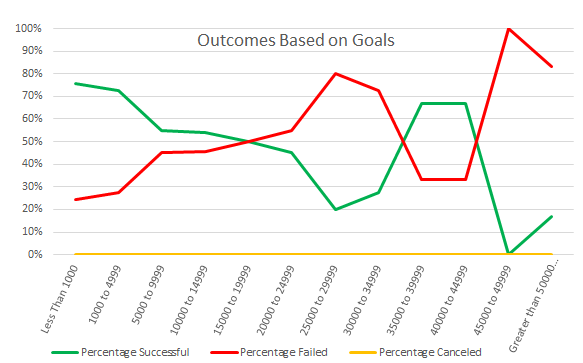 Outcomes Based on Goals
100%
90%
80%
70%
60%
50%
40%
30%
20%
10%
0%
Less Than 1000
1000 to 4999
5000 to 9999
10000 to 14999
15000 to 19999
20000 to 24999
25000 to 29999
30000 to 34999
35000 to 39999
40000 to 44999
45000 to 49999
Greater than 50000...
Percentage Successful
Percentage Failed
Percentage Canceled